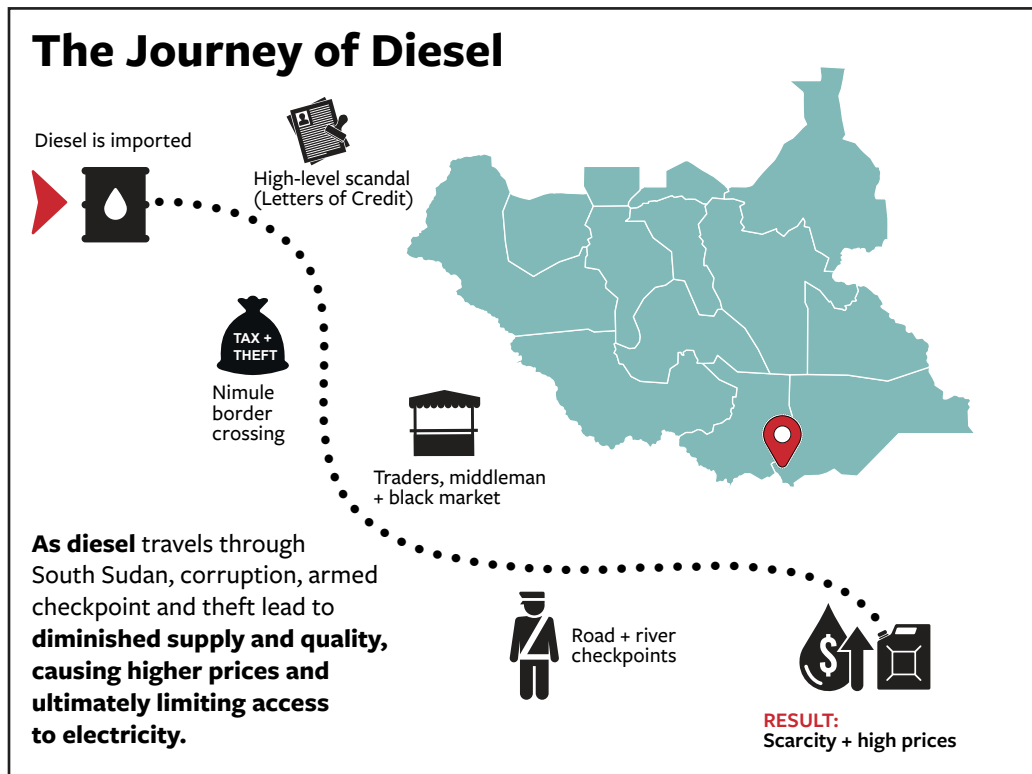 The Journey of Diesel
Diesel is imported
High-level scandal
(Letters of Credit)
TAX +
THEFT
Nimule
border
crossing
Traders, middleman
+ black market
As diesel travels through
South Sudan, corruption, armed
checkpoint and theft lead to
diminished supply and quality,
causing higher prices and
ultimately limiting access
to electricity.
Road + river
checkpoints
$
RESULT:
Scarcity + high prices